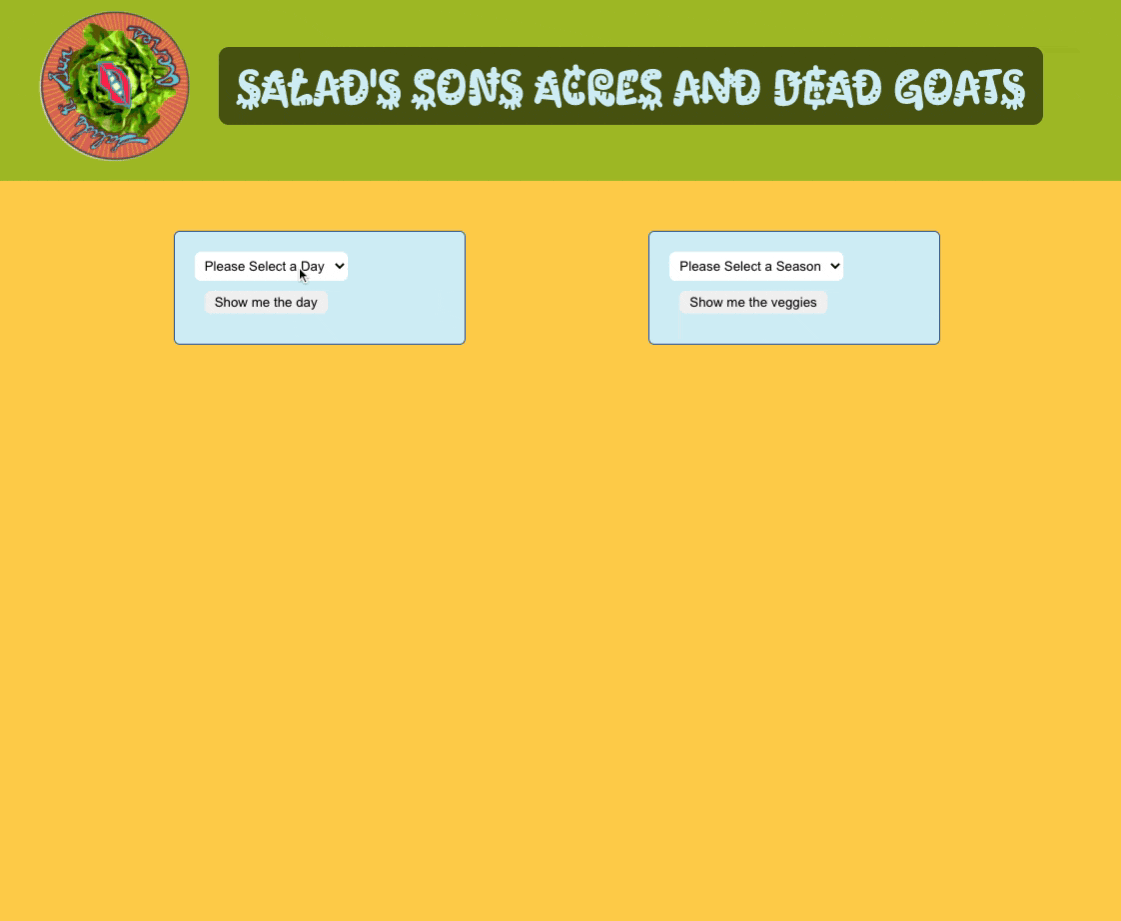 SALAD'S SONS ACRES AND DEAD GOATS
Please Select a Day
Show me the day
Please Select a Season
Show me the veggies